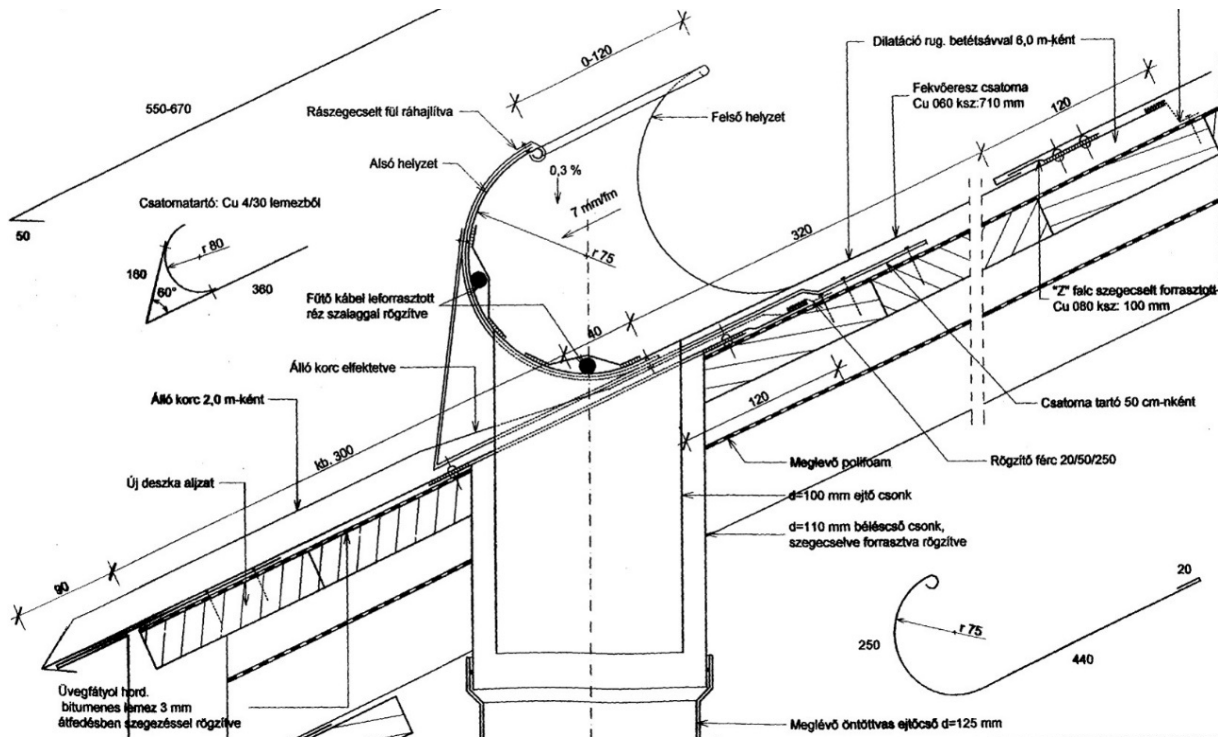 0-120
Dilatáció rug. betétsávval 6,0 m-ként
550-670
Fekvőeresz csatorna
Cu 060 ksz:710 mm
120
Rászegecselt fül ráhajlítva
Felső helyzet
Alsó helyzet
0,3 %
7 mm/fm
50
Csatornatartó: Cu 4/30 lemezből
r 80
160
60°
360
r 75
320
"Z" falc szegecselt forrasztott
Cu 080 ksz: 100 mm
Fűtő kábel leforrasztott
réz szalaggal rögzítve
40
Álló korc elfektetve
120
Csatorna tartó 50 cm-nként
Álló korc 2,0 m-ként
kb. 300
Meglevő polifoam
Rögzítő férc 20/50/250
Új deszka aljzat
d=100 mm ejtő csonk
d=110 mm béléscső csonk,
szegecselve forrasztva rögzítve
90
20
r 75
250
440
Üvegfátyol hord.
bitumenes lemez 3 mm
átfedésben szegezéssel rögzítve
Meglévő öntöttvas ejtőcső d=125 mm